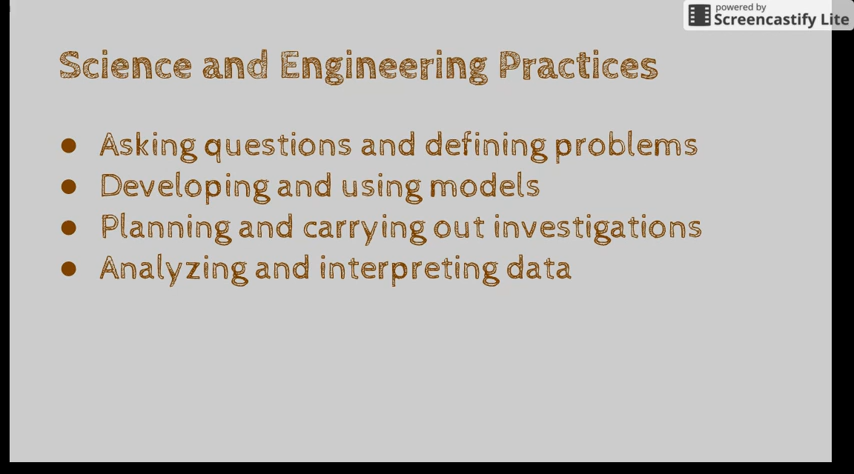 powered by
Screencastify Lite
Science and Engineering Practices
● Asking questions and defining problems
● Developing and using models
● Planning and carrying out investigations
● Analyzing and interpreting data